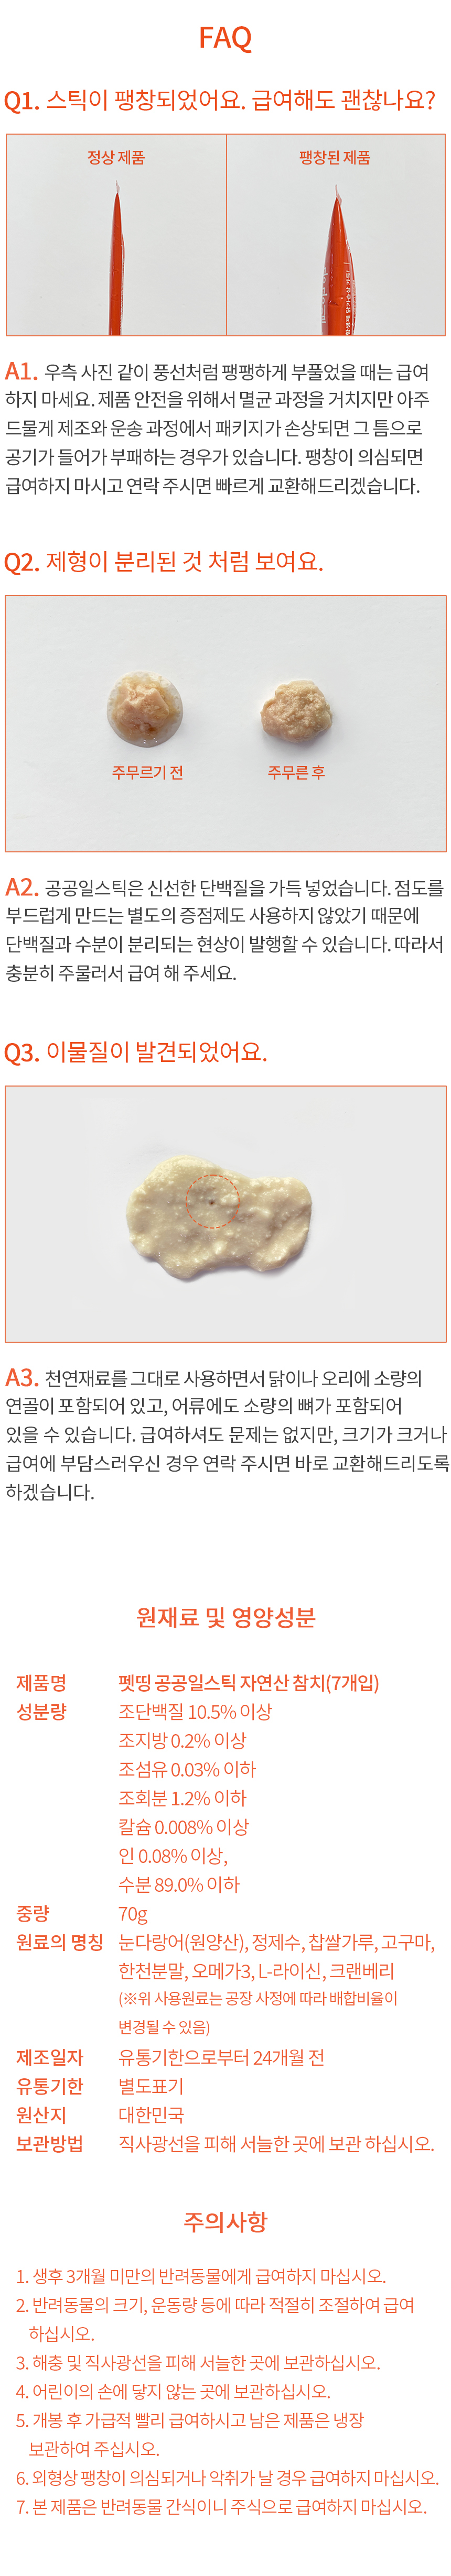 FAQ
Q1. 스틱이 팽창되었어요. 급여해도 괜찮나요?
정상 제품
팽창된 제품
A1. 우측 사진 같이 풍선처럼 팽팽하게 부풀었을 때는 급여
하지 마세요. 제품 안전을 위해서 멸균 과정을 거치지만 아주
드물게 제조와 운송 과정에서 패키지가 손상되면 그 틈으로
공기가 들어가 부패하는 경우가 있습니다. 팽창이 의심되면
급여하지 마시고 연락 주시면 빠르게 교환해드리겠습니다.
Q2. 제형이 분리된 것 처럼 보여요.
주무르기 전
주무른 후
A2. 공공일스틱은 신선한 단백질을 가득 넣었습니다. 점도를
부드럽게 만드는 별도의 증점제도 사용하지 않았기 때문에
단백질과 수분이 분리되는 현상이 발행할 수 있습니다. 따라서
충분히 주물러서 급여 해 주세요.
Q3. 이물질이 발견되었어요.
A3. 천연재료를 그대로 사용하면서 닭이나 오리에 소량의
연골이 포함되어 있고, 어류에도 소량의 뼈가 포함되어
있을 수 있습니다. 급여하셔도 문제는 없지만, 크기가 크거나
급여에 부담스러우신 경우 연락 주시면 바로 교환해드리도록
하겠습니다.
원재료 및 영양성분
제품명 펫띵 공공일스틱 자연산 참치(7개입)
성분량 조단백질 10.5% 이상
조지방 0.2% 이상
조섬유 0.03% 이하
조회분 1.2% 이하
칼슘 0.008% 이상
인 0.08% 이상,
수분 89.0% 이하
중량 70g
원료의 명칭 눈다랑어(원양산), 정제수, 찹쌀가루, 고구마,
한천분말, 오메가3, L-라이신, 크랜베리
(※위 사용원료는 공장 사정에 따라 배합비율이
변경될 수 있음)
제조일자 유통기한으로부터 24개월 전
유통기한 별도표기
원산지 대한민국
보관방법 직사광선을 피해 서늘한 곳에 보관 하십시오.
주의사항
1. 생후 3개월 미만의 반려동물에게 급여하지 마십시오.
2. 반려동물의 크기, 운동량 등에 따라 적절히 조절하여 급여
하십시오.
3. 해충 및 직사광선을 피해 서늘한 곳에 보관하십시오.
4. 어린이의 손에 닿지 않는 곳에 보관하십시오.
5. 개봉 후 가급적 빨리 급여하시고 남은 제품은 냉장
보관하여 주십시오.
6. 외형상 팽창이 의심되거나 악취가 날 경우 급여하지 마십시오.
7. 본 제품은 반려동물 간식이니 주식으로 급여하지 마십시오.